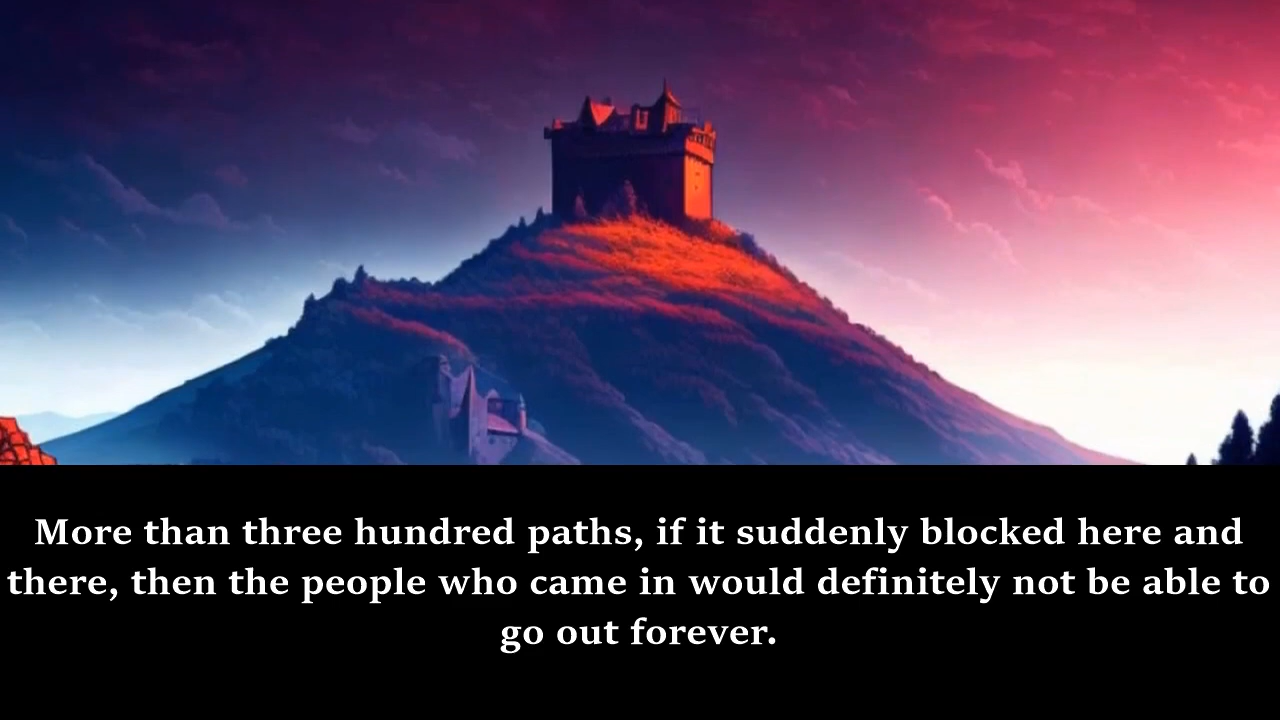 More than three hundred paths, if it suddenly blocked here and
there, then the people who came in would definitely not be able to
go out forever.